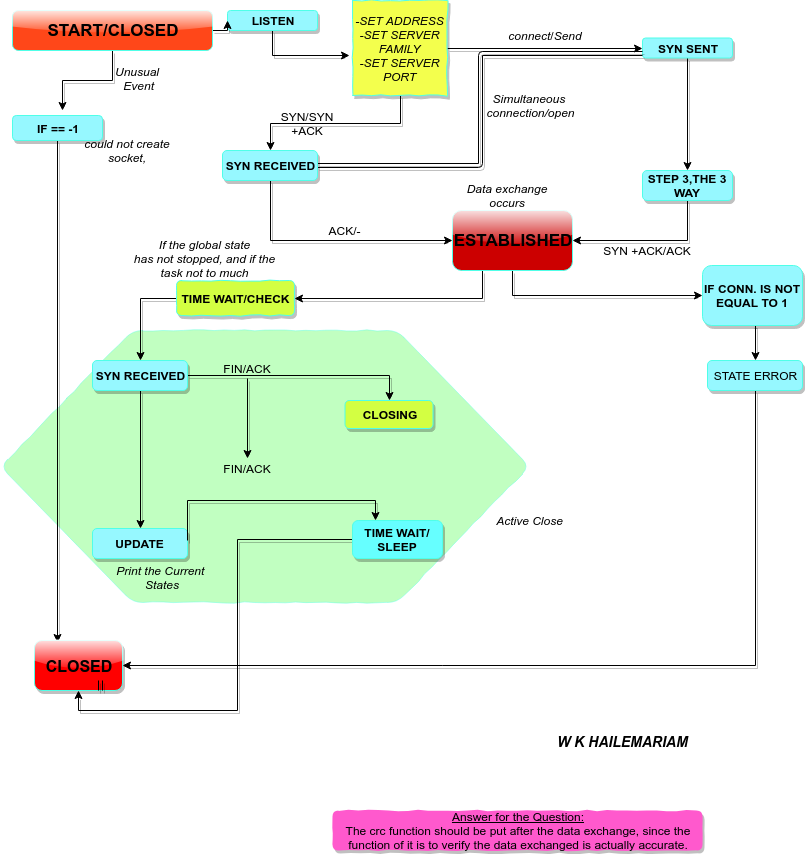 START/CLOSED
LISTEN
-SET ADDRESS
-SET SERVER
FAMILY
-SET SERVER
PORT
connect/Send
SYN SENT
Unusual
Event
IF == -1
could not create
socket,
SYN/SYN
+ACK
Simultaneous
connection/open
SYN RECEIVED
STEP 3,THE 3
WAY
Data exchange
occurs
ACK/-
ESTABLISHED
SYN +ACK/ACK
If the global state
has not stopped, and if the
task not to much
TIME WAIT/CHECK
IF CONN. IS NOT
EQUAL TO 1
SYN RECEIVED
FIN/ACK
STATE ERROR
CLOSING
FIN/ACK
Active Close
UPDATE
TIME WAIT/
SLEEP
Print the Current
States
CLOSED
W K HAILEMARIAM
Answer for the Question:
The crc function should be put after the data exchange, since the
function of it is to verify the data exchanged is actually accurate.